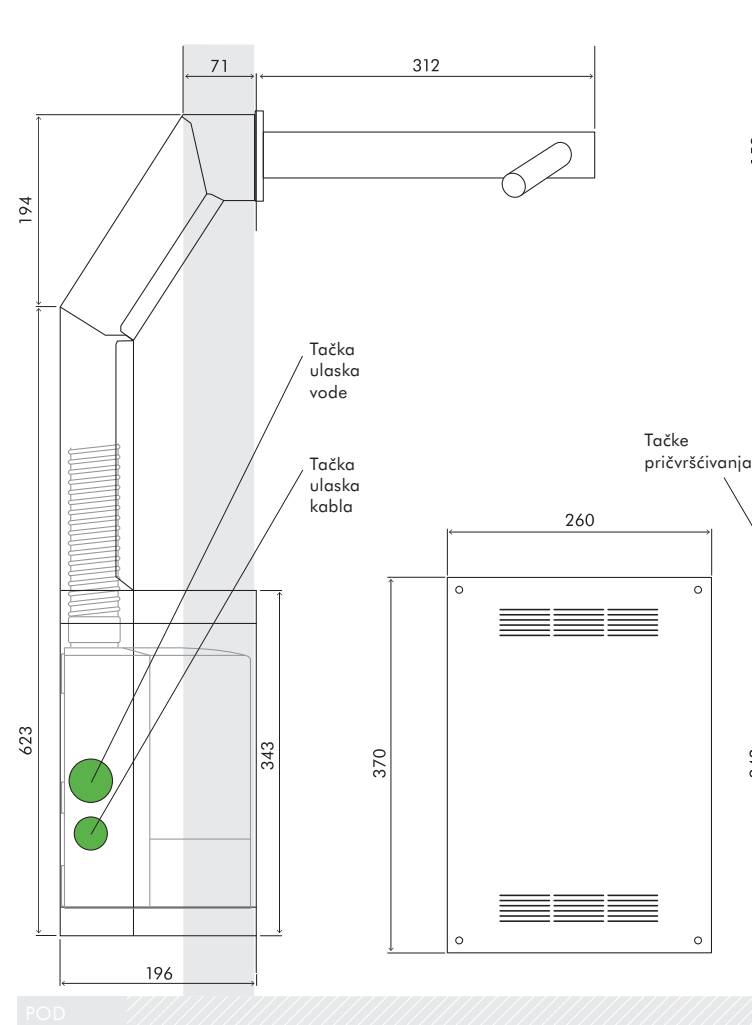 71
312
194
Tačka
ulaska
vode
Tačka
ulaska
kabla
Tačke
pričvršćivanja
260
623
343
370
196
POD